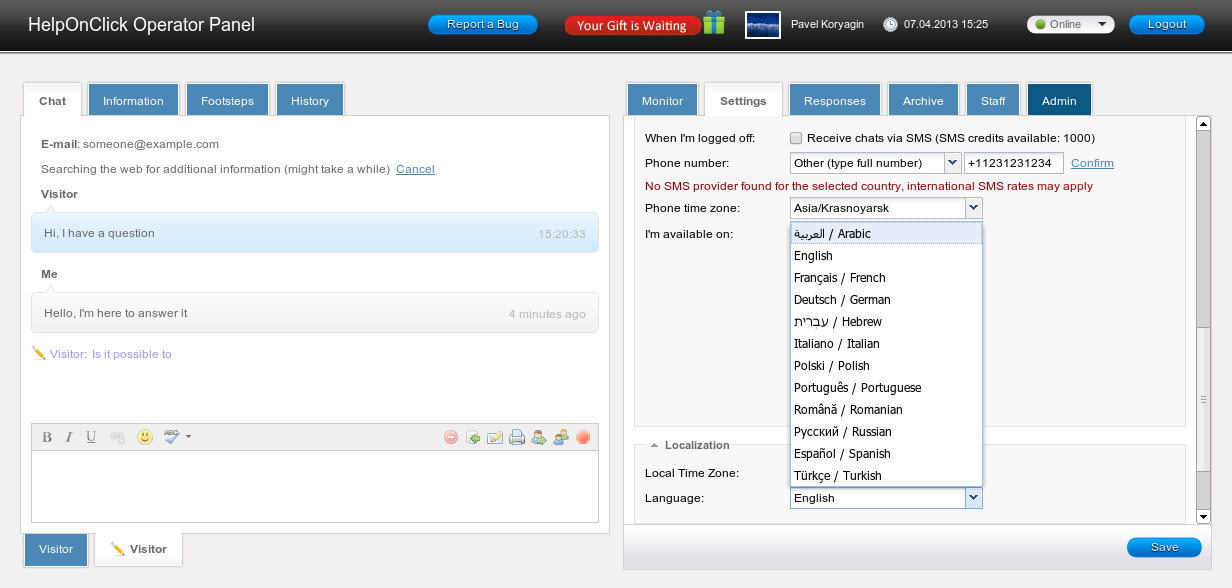 HelpOnClick Operator Panel
Report a Bug
Your Gift is Waiting
Pavel Koryagin
07.04.2013 15:25
Online
Logout
Chat
Information
Footsteps
History
E-mail: someone@example.com
Searching the web for additional information (might take a while) Cancel
Visitor
Hi, I have a question 15:20:33
Me
Hello, I'm here to answer it 4 minutes ago
Visitor: Is it possible to
B I U ABC
Visitor
Visitor
Monitor
Settings
Responses
Archive
Staff
Admin
When I'm logged off: Receive chats via SMS (SMS credits available: 1000)
Phone number: Other (type full number) +11231231234 Confirm
No SMS provider found for the selected country, international SMS rates may apply
Phone time zone: Asia/Krasnoyarsk
I'm available on:
العربية / Arabic
English
Français / French
Deutsch / German
עברית / Hebrew
Italiano / Italian
Polski / Polish
Português / Portuguese
Română / Romanian
Русский / Russian
Español / Spanish
Türkçe / Turkish
Localization
Local Time Zone:
Language: English
Save